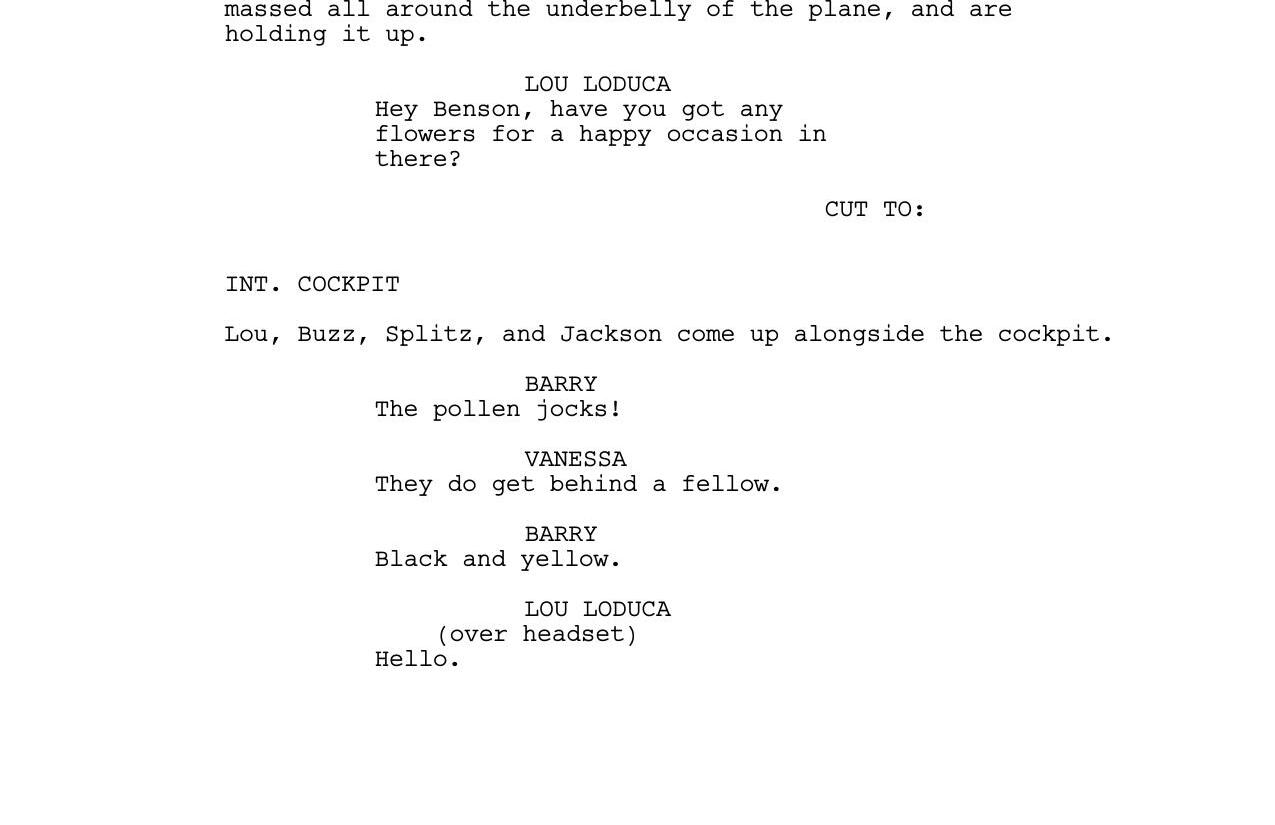 massed all around the underbelly of the plane, and are
holding it up.
LOU LODUCA
Hey Benson, have you got any
flowers for a happy occasion in
there?
CUT TO:
INT. COCKPIT
Lou, Buzz, Splitz, and Jackson come up alongside the cockpit.
BARRY
The pollen jocks!
VANESSA
They do get behind a fellow.
BARRY
Black and yellow.
LOU LODUCA
(over headset)
Hello.